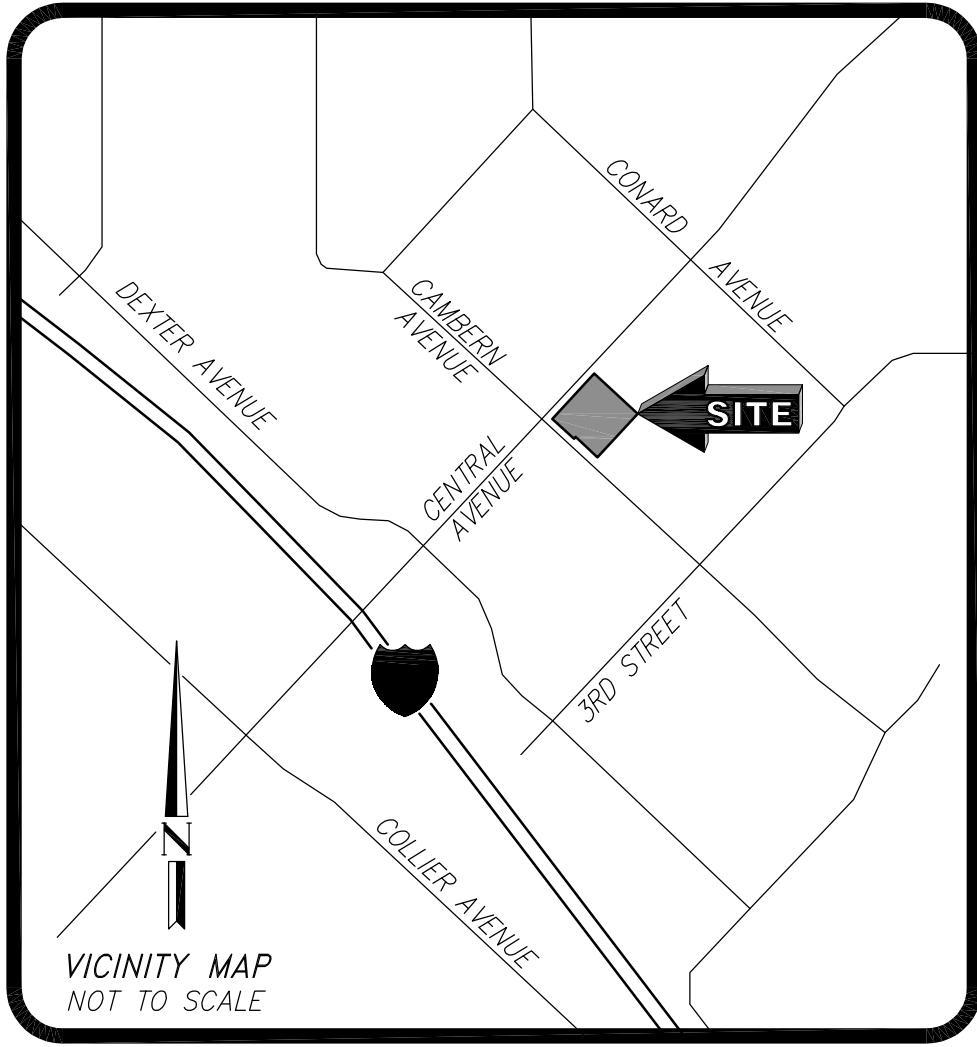 CONARD
AVENUE
DEXTER AVENUE
CAMBERN
AVENUE
SITE
CENTRAL
AVENUE
3RD STREET
COLLIER AVENUE
N
VICINITY MAP
NOT TO SCALE